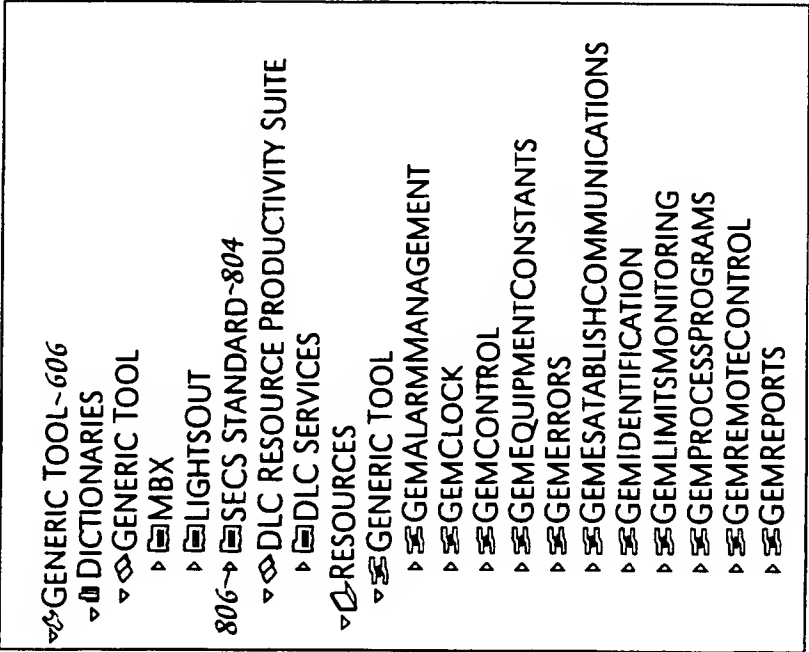 GENERIC TOOL~606
DICTIONARIES
GENERIC TOOL
MBX
LIGHTSOUT
806~ SECS STANDARD~804
DLC RESOURCE PRODUCTIVITY SUITE
DLC SERVICES
RESOURCES
GENERIC TOOL
GEMALARMMANAGEMENT
GEMCLOCK
GEMCONTROL
GEMEQUIPMENTCONSTANTS
GEMERRORS
GEMESATABLISHCOMMUNICATIONS
GEMIDENTIFICATION
GEMLIMITSMONITORING
GEMPROCESSPROGRAMS
GEMREMOTECONTROL
GEMREPORTS